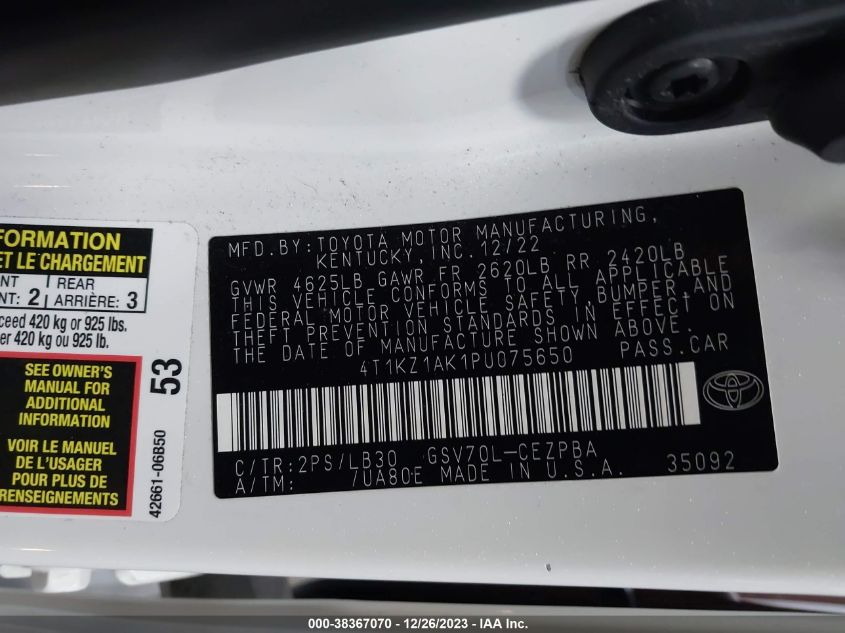 FORMATION
ET LE CHARGEMENT
NT 2 REAR
NT: 2 ARRIÈRE: 3
ceed 420 kg or 925 lbs.
er 420 kg ou 925 lb.
SEE OWNER'S
MANUAL FOR
ADDITIONAL
INFORMATION
VOIR LE MANUEL
DE L'USAGER
POUR PLUS DE
RENSEIGNEMENTS
53
42661-06B50
MFD.BY:TOYOTA MOTOR MANUFACTURING,
KENTUCKY, INC. 12/22
GVWR 4625LB GAWR FR 2620LB RR 2420LB
THIS VEHICLE CONFORMS TO ALL APPLICABLE
FEDERAL MOTOR VEHICLE SAFETY,BUMPER AND
THEFT PREVENTION STANDARDS IN EFFECT ON
THE DATE OF MANUFACTURE SHOWN ABOVE.
4T1KZ1AK1PU075650 PASS.CAR
C/TR:2PS/LB30 GSV70L-CEZPBA
A/TM: /UA80E MADE IN U.S.A. 35092
000-38367070 - 12/26/2023 - IAA Inc.